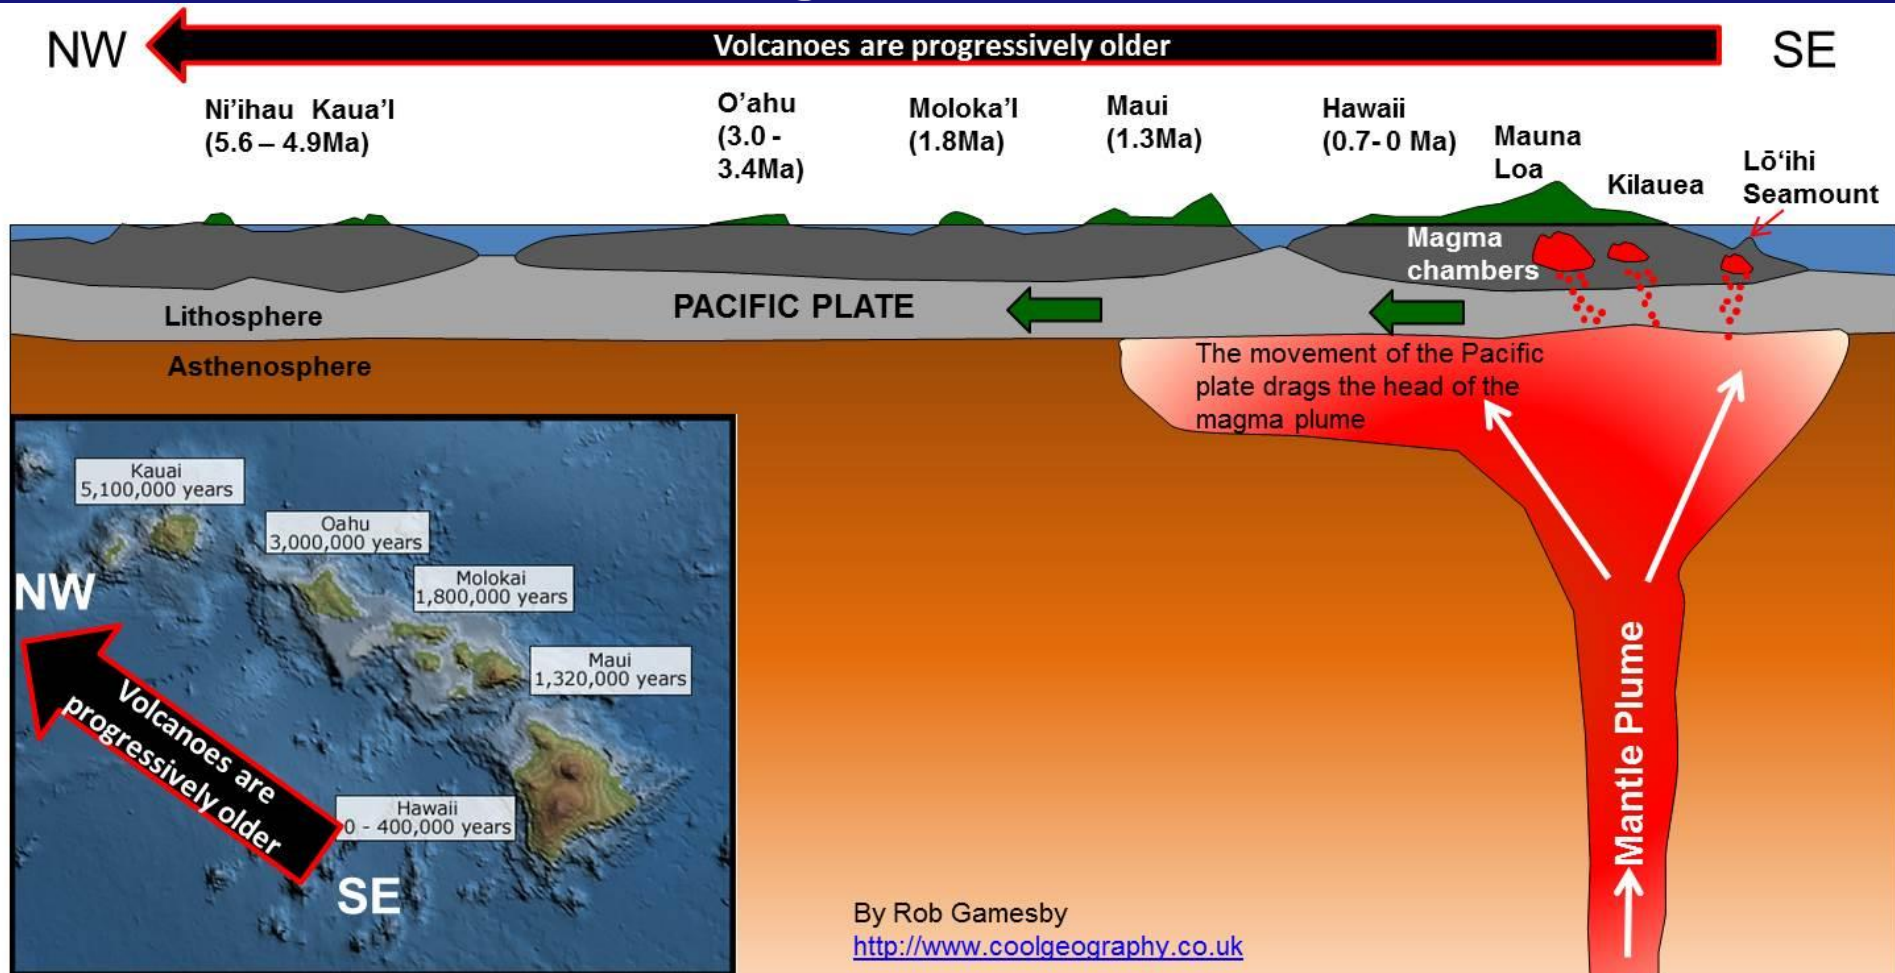 NW
Volcanoes are progressively older
SE
Ni'ihau Kaua'I
(5.6 – 4.9Ma)
O'ahu
(3.0 -
3.4Ma)
Moloka'I
(1.8Ma)
Maui
(1.3Ma)
Hawaii
(0.7- 0 Ma)
Mauna
Loa
Kilauea
Lō‘ihi
Seamount
Magma
chambers
PACIFIC PLATE
Lithosphere
Asthenosphere
The movement of the Pacific
plate drags the head of the
magma plume
Mantle Plume
Kauai
5,100,000 years
Oahu
3,000,000 years
Molokai
1,800,000 years
Maui
1,320,000 years
Hawaii
0 - 400,000 years
NW
Volcanoes are
progressively older
SE
By Rob Gamesby
http://www.coolgeography.co.uk